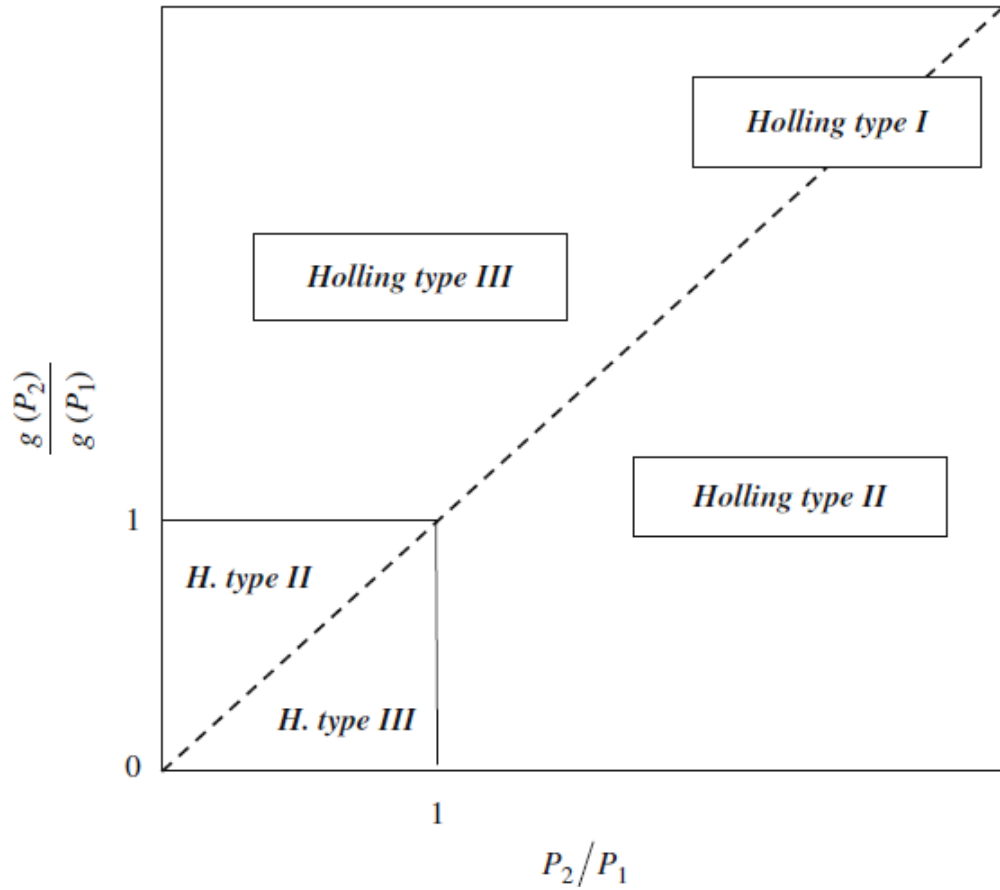 Holling type I
Holling type III
g (P2)
g (P1)
Holling type II
1
H. type II
H. type III
0
1
P2/P1